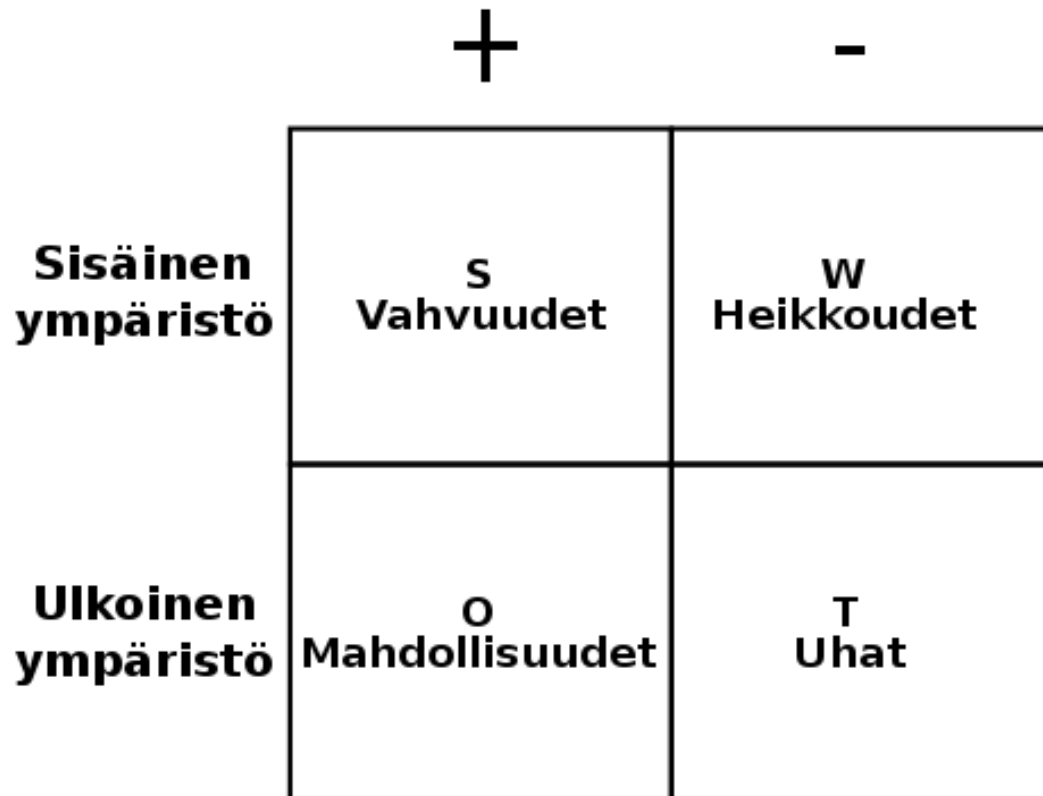 + -
Sisäinen
ympäristö
S
Vahvuudet
W
Heikkoudet
Ulkoinen
ympäristö
O
Mahdollisuudet
T
Uhat